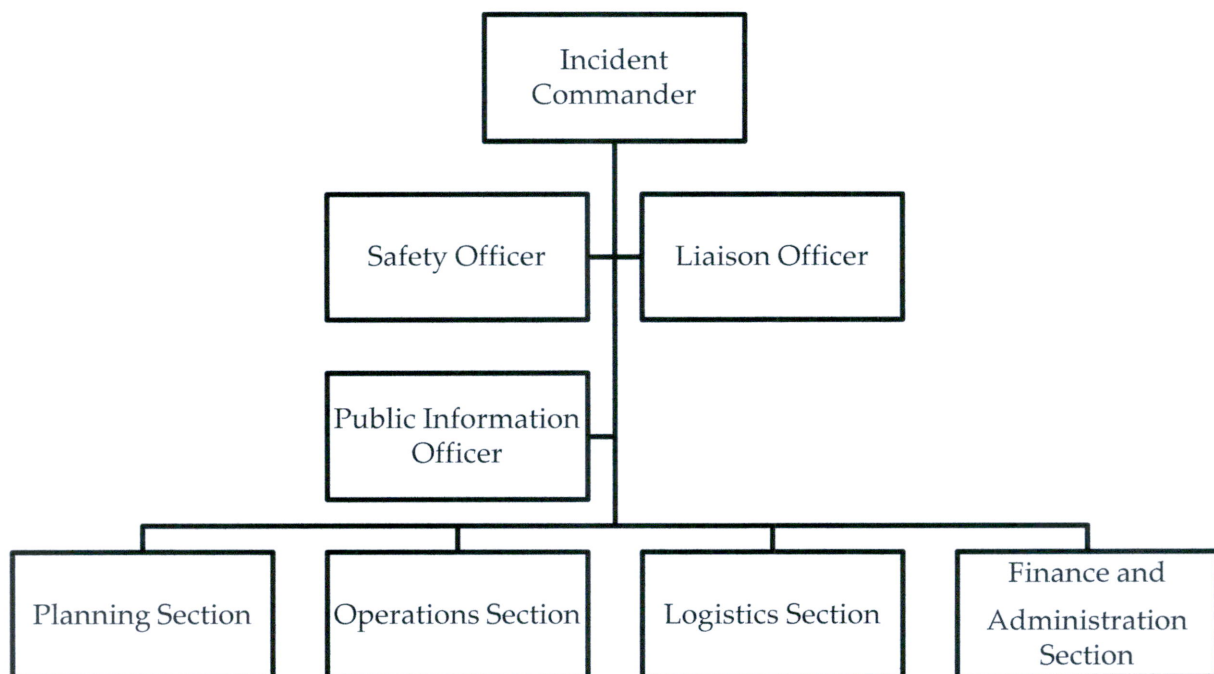 Incident
Commander
Safety Officer
Liaison Officer
Public Information
Officer
Planning Section
Operations Section
Logistics Section
Finance and
Administration
Section